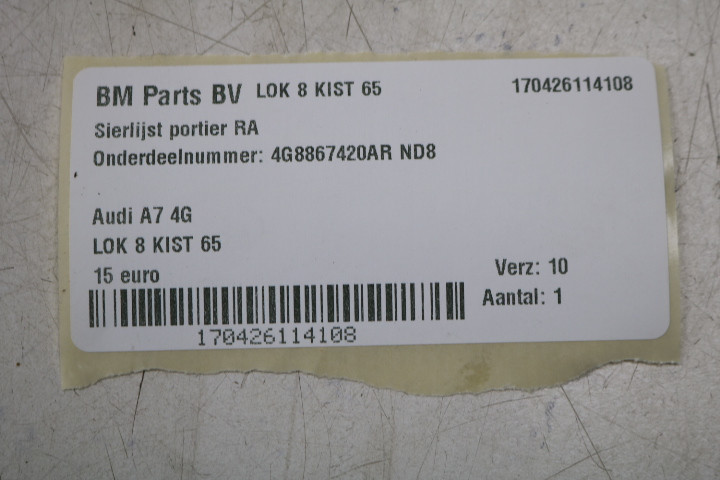 BM Parts BV LOK 8 KIST 65 170426114108
Sierlijst portier RA
Onderdeelnummer: 4G8867420AR ND8
Audi A7 4G
LOK 8 KIST 65
15 euro Verz: 10
Aantal: 1
170426114108